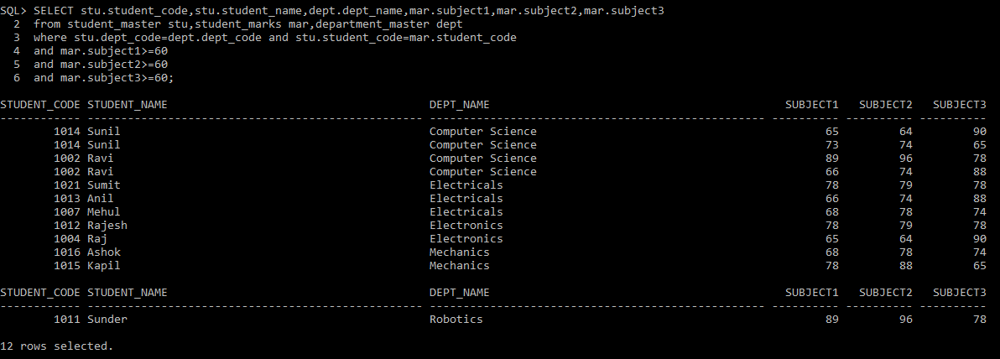 SQL> SELECT stu.student_code,stu.student_name,dept.dept_name,mar.subject1,mar.subject2,mar.subject3
2 from student_master stu,student_marks mar,department_master dept
3 where stu.dept_code=dept.dept_code and stu.student_code=mar.student_code
4 and mar.subject1>=60
5 and mar.subject2>=60
6 and mar.subject3>=60;
STUDENT_CODE STUDENT_NAME DEPT_NAME SUBJECT1 SUBJECT2 SUBJECT3
------------ -------------------------------------------------- -------------------------------------------------- ---------- ---------- ----------
1014 Sunil Computer Science 65 64 90
1014 Sunil Computer Science 73 74 65
1002 Ravi Computer Science 89 96 78
1002 Ravi Computer Science 66 74 88
1021 Sumit Electricals 78 79 78
1013 Anil Electricals 66 74 88
1007 Mehul Electricals 68 78 74
1012 Rajesh Electronics 78 79 78
1004 Raj Electronics 65 64 90
1016 Ashok Mechanics 68 78 74
1015 Kapil Mechanics 78 88 65
STUDENT_CODE STUDENT_NAME DEPT_NAME SUBJECT1 SUBJECT2 SUBJECT3
------------ -------------------------------------------------- -------------------------------------------------- ---------- ---------- ----------
1011 Sunder Robotics 89 96 78
12 rows selected.